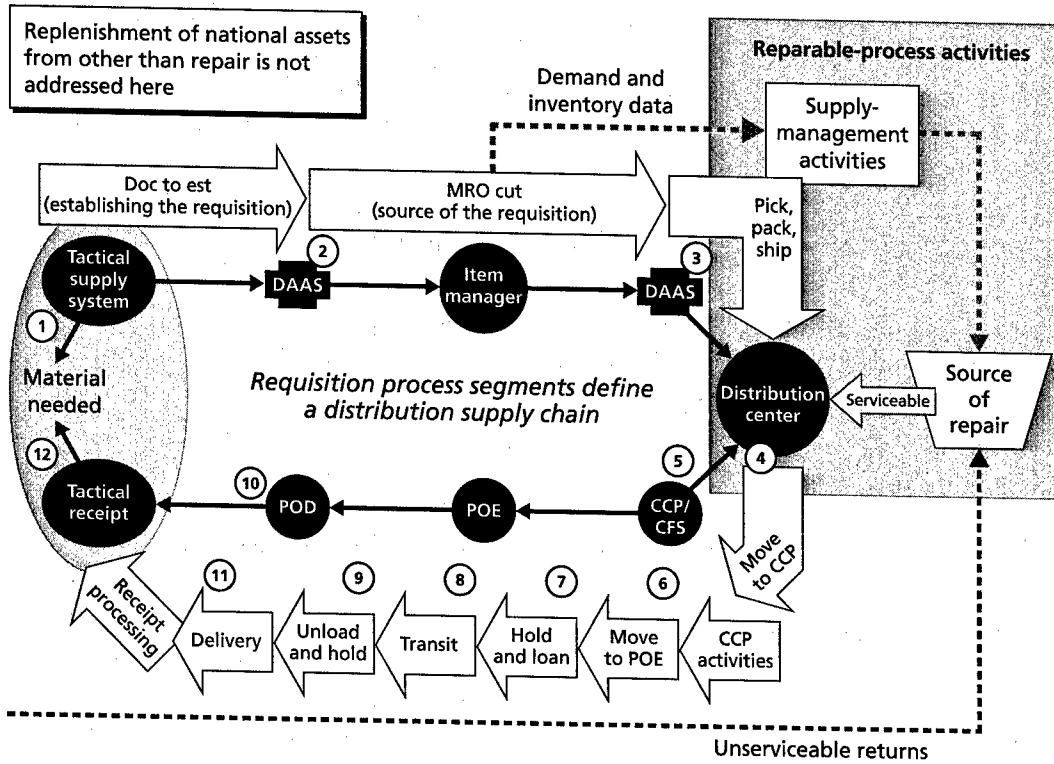 Replenishment of national assets
from other than repair is not
addressed here
Reparable-process activities
Demand and
inventory data
Supply-
management
activities
Doc to est
(establishing the requisition)
MRO cut
(source of the requisition)
Pick,
pack,
ship
Tactical
supply
system
2
DAAS
Item
manager
3
DAAS
1
Material
needed
Requisition process segments define
a distribution supply chain
Distribution
center
Serviceable
Source
of
repair
12
Tactical
receipt
10
POD
POE
5
CCP/
CFS
4
Move
to CCP
Receipt
processing
11
Delivery
9
Unload
and hold
8
Transit
7
Hold
and loan
6
Move
to POE
CCP
activities
Unserviceable returns